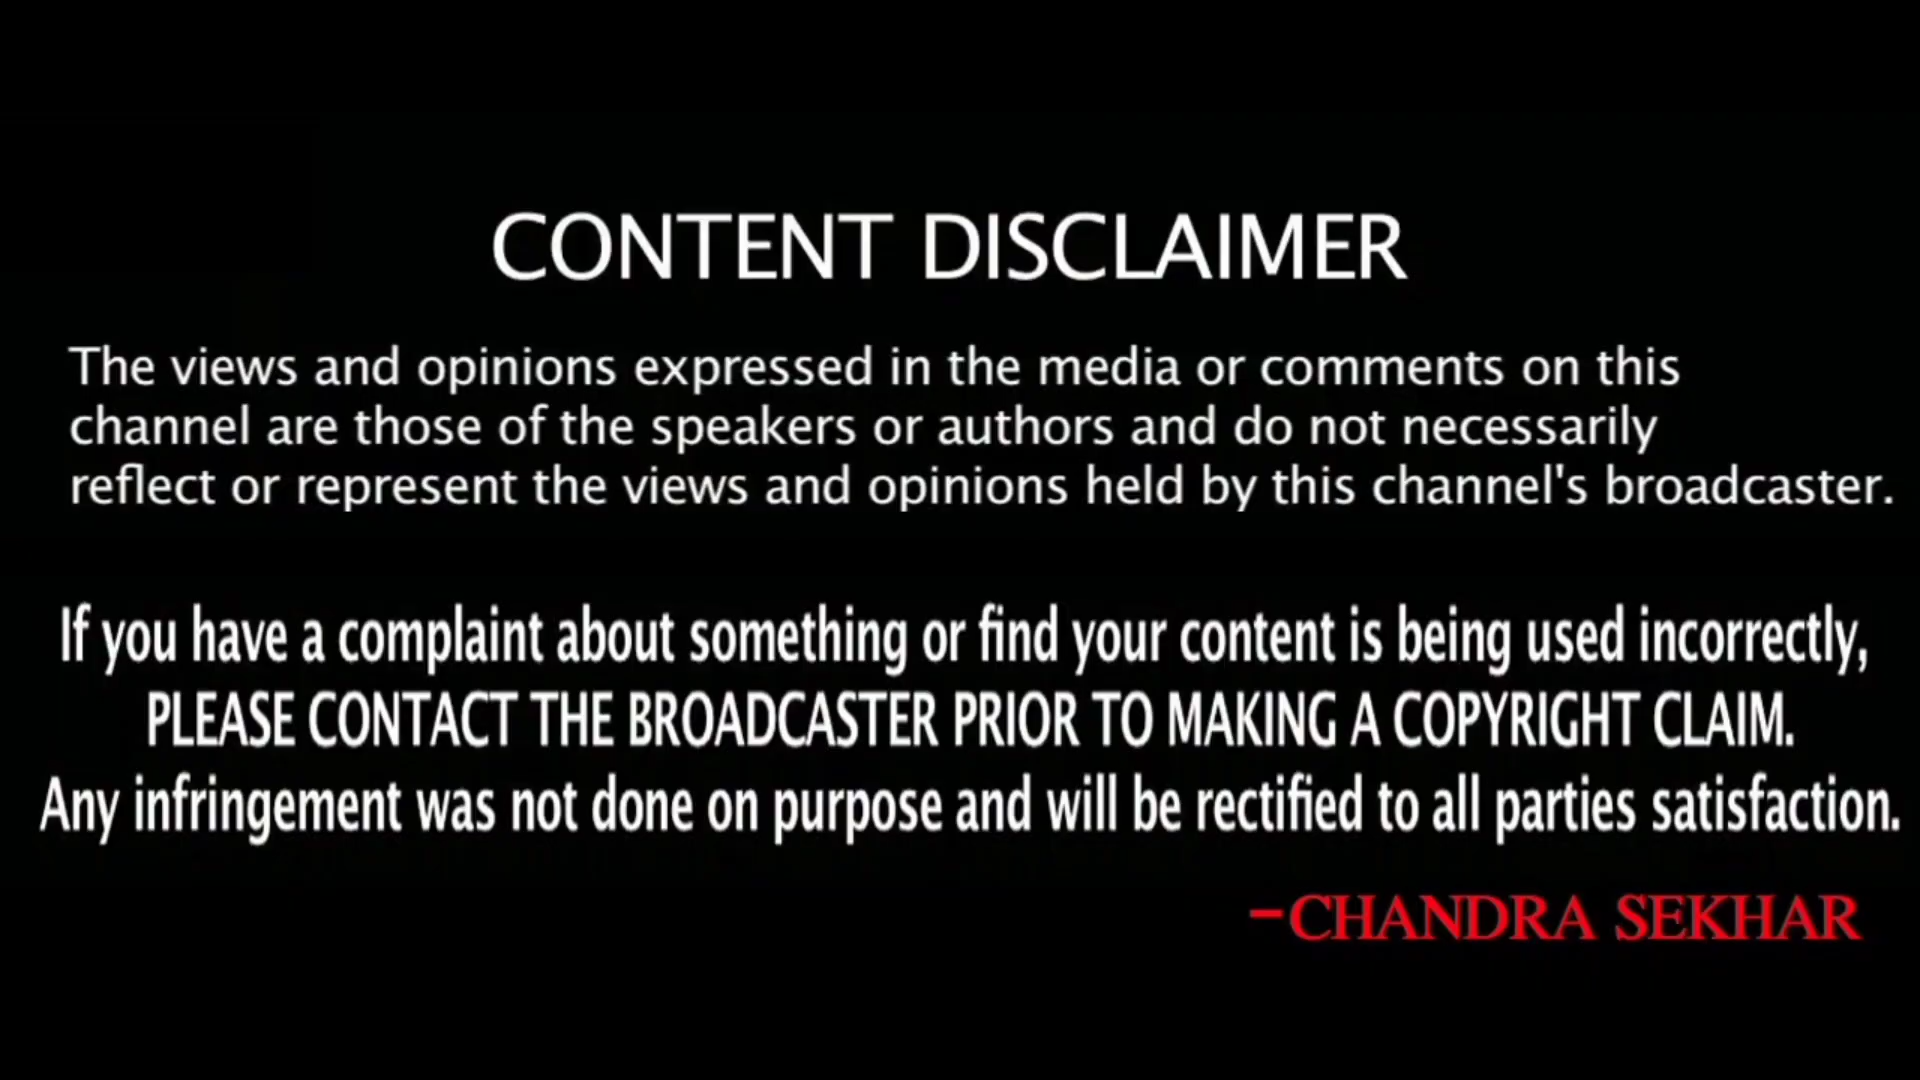 CONTENT DISCLAIMER
The views and opinions expressed in the media or comments on this
channel are those of the speakers or authors and do not necessarily
reflect or represent the views and opinions held by this channel's broadcaster.
If you have a complaint about something or find your content is being used incorrectly,
PLEASE CONTACT THE BROADCASTER PRIOR TO MAKING A COPYRIGHT CLAIM.
Any infringement was not done on purpose and will be rectified to all parties satisfaction.
-CHANDRA SEKHAR